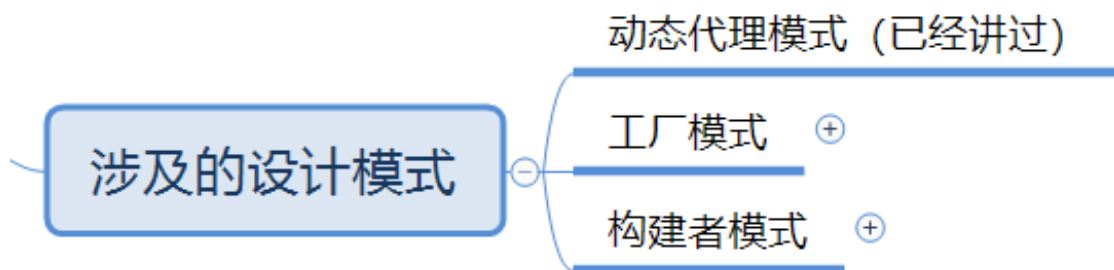 动态代理模式（已经讲过）
工厂模式
涉及的设计模式
构建者模式